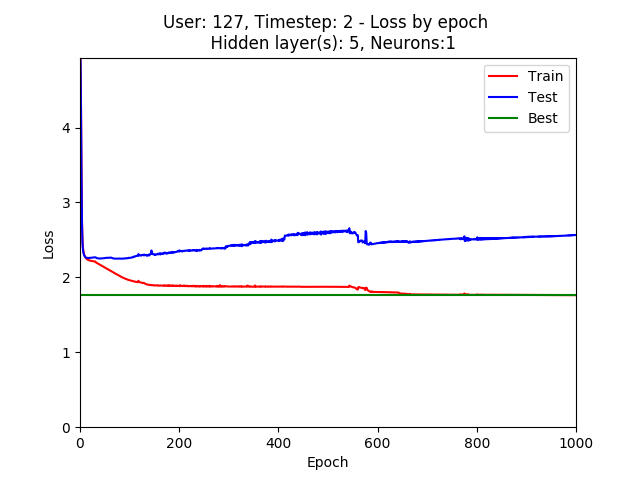 User: 127, Timestep: 2 - Loss by epoch
Hidden layer(s): 5, Neurons:1
Train
Test
Best
4
3
2
1
0
Loss
0 200 400 600 800 1000
Epoch